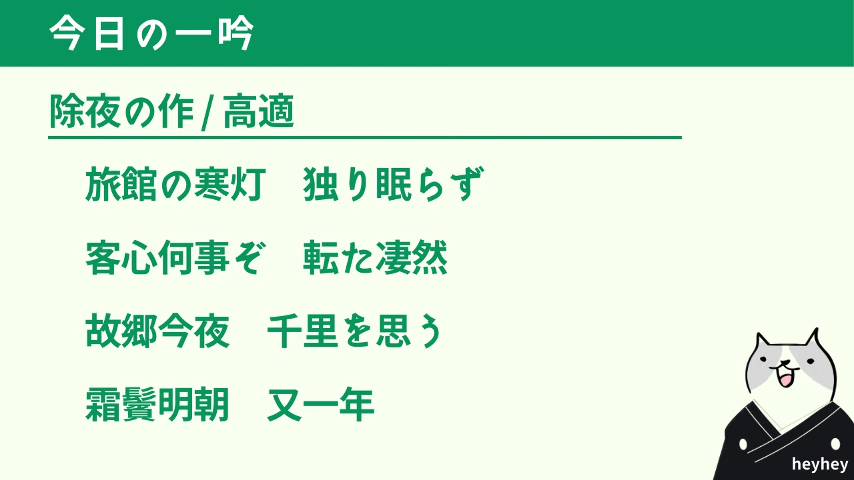 今日の一吟
除夜の作 / 高適
旅館の寒灯　独り眠らず
客心何事ぞ　転た凄然
故郷今夜　千里を思う
霜鬢明朝　又一年
heyhey